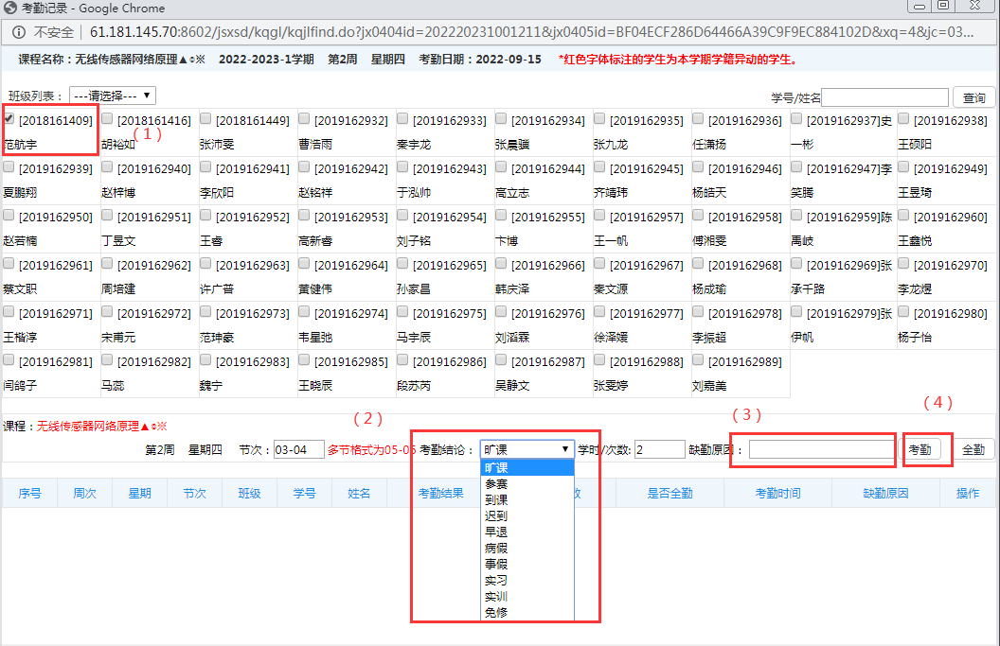 考勤记录 - Google Chrome
不安全 | 61.181.145.70:8602/jsxsd/kqgl/kqjlfind.do?jx0404id=202220231001211&jx0405id=BF04ECF286D64466A39C9F9EC884102D&xq=4&jc=03...
课程名称：无线传感器网络原理▲○※ 2022-2023-1学期 第2周 星期四 考勤日期：2022-09-15 *红色字体标注的学生为本学期学籍异动的学生。
班级列表： ---请选择--- ▼ 学号/姓名 查询
[2018161409] [2018161416] [2018161449] [2019162932] [2019162933] [2019162934] [2019162935] [2019162936] [2019162937]史 [2019162938]
范航宇 胡裕如 （1） 张沛雯 曹浩雨 秦宇龙 张晨骥 张九龙 任潇扬 一彬 王硕阳
[2019162939] [2019162940] [2019162941] [2019162942] [2019162943] [2019162944] [2019162945] [2019162946] [2019162947]李 [2019162949]
夏鹏翔 赵梓博 李欣阳 赵铭祥 于泓帅 高立志 齐靖玮 杨皓天 笑腾 王昱琦
[2019162950] [2019162951] [2019162952] [2019162953] [2019162954] [2019162955] [2019162957] [2019162958] [2019162959]陈 [2019162960]
赵若楠 丁昱文 王睿 高新睿 刘子铭 卞博 王一帆 傅湘雯 禹岐 王鑫悦
[2019162961] [2019162962] [2019162963] [2019162964] [2019162965] [2019162966] [2019162967] [2019162968] [2019162969]张 [2019162970]
蔡文职 周培建 许广普 黄健伟 孙家昌 韩庆泽 秦文源 杨成瑜 承千路 李龙煜
[2019162971] [2019162972] [2019162973] [2019162974] [2019162975] [2019162976] [2019162977] [2019162978] [2019162979]张 [2019162980]
王楷淳 宋甫元 范珅豪 韦星弛 马宇辰 刘滔霖 徐泽媛 李振超 伊帆 杨子怡
[2019162981] [2019162982] [2019162983] [2019162985] [2019162986] [2019162987] [2019162988] [2019162989]
闫鸽子 马蕊 魏宁 王晓辰 段苏芮 吴静文 张雯婷 刘嘉美
课程：无线传感器网络原理▲○※ （2） （3） （4）
第2周 星期四 节次：03-04 多节格式为05-06 考勤结论： 旷课 ▼ 学时/次数: 2 缺勤原因： 考勤 全勤
旷课
参赛
序号 周次 星期 节次 班级 学号 姓名 考勤结果 数 是否全勤 考勤时间 缺勤原因 操作
到课
迟到
早退
病假
事假
实习
实训
免修